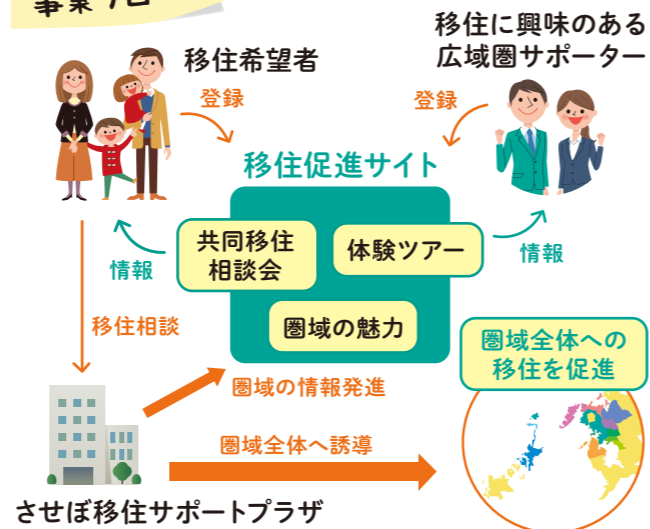 事業
移住希望者
移住に興味のある
広域圏サポーター
登録
登録
移住促進サイト
共同移住
相談会
体験ツアー
圏域の魅力
情報
情報
移住相談
圏域の情報発進
圏域全体へ誘導
圏域全体への
移住を促進
させぼ移住サポートプラザ